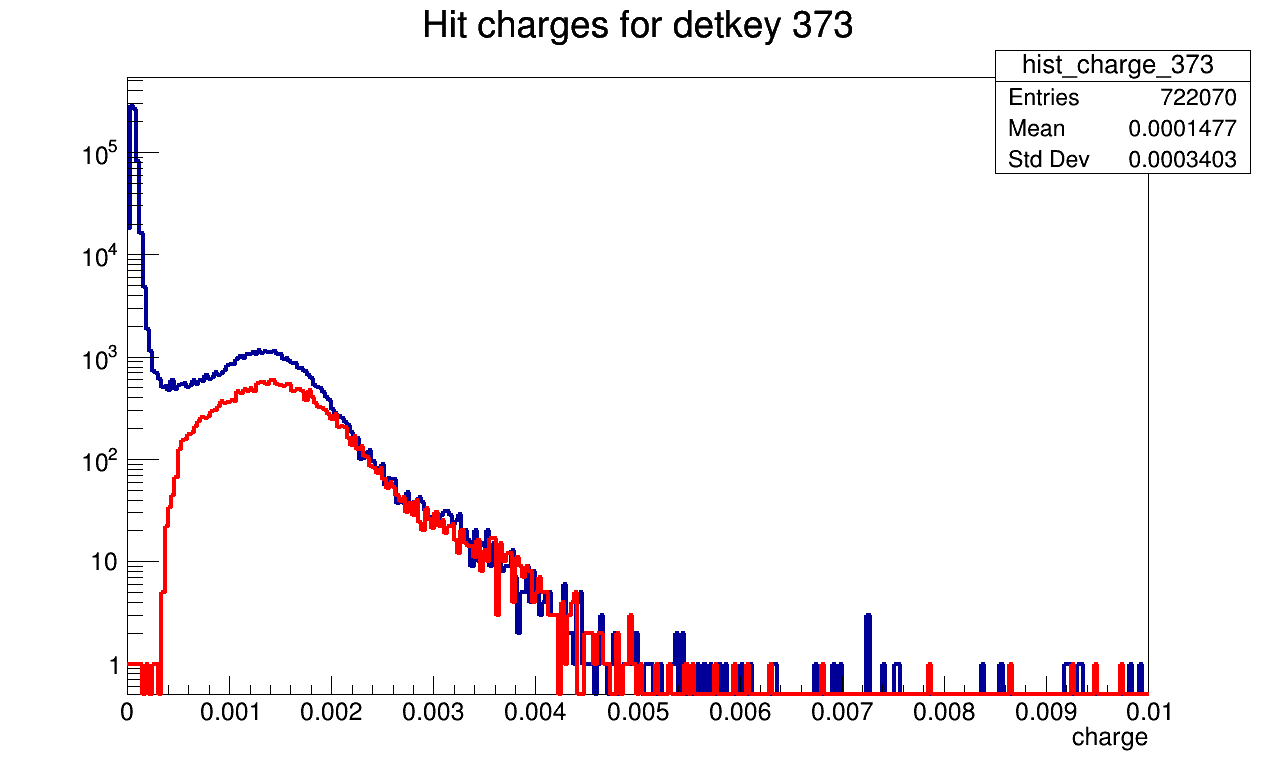 Hit charges for detkey 373
hist_charge_373
Entries 722070
Mean 0.0001477
Std Dev 0.0003403
10^5
10^4
10^3
10^2
10
1
0 0.001 0.002 0.003 0.004 0.005 0.006 0.007 0.008 0.009 0.01
charge